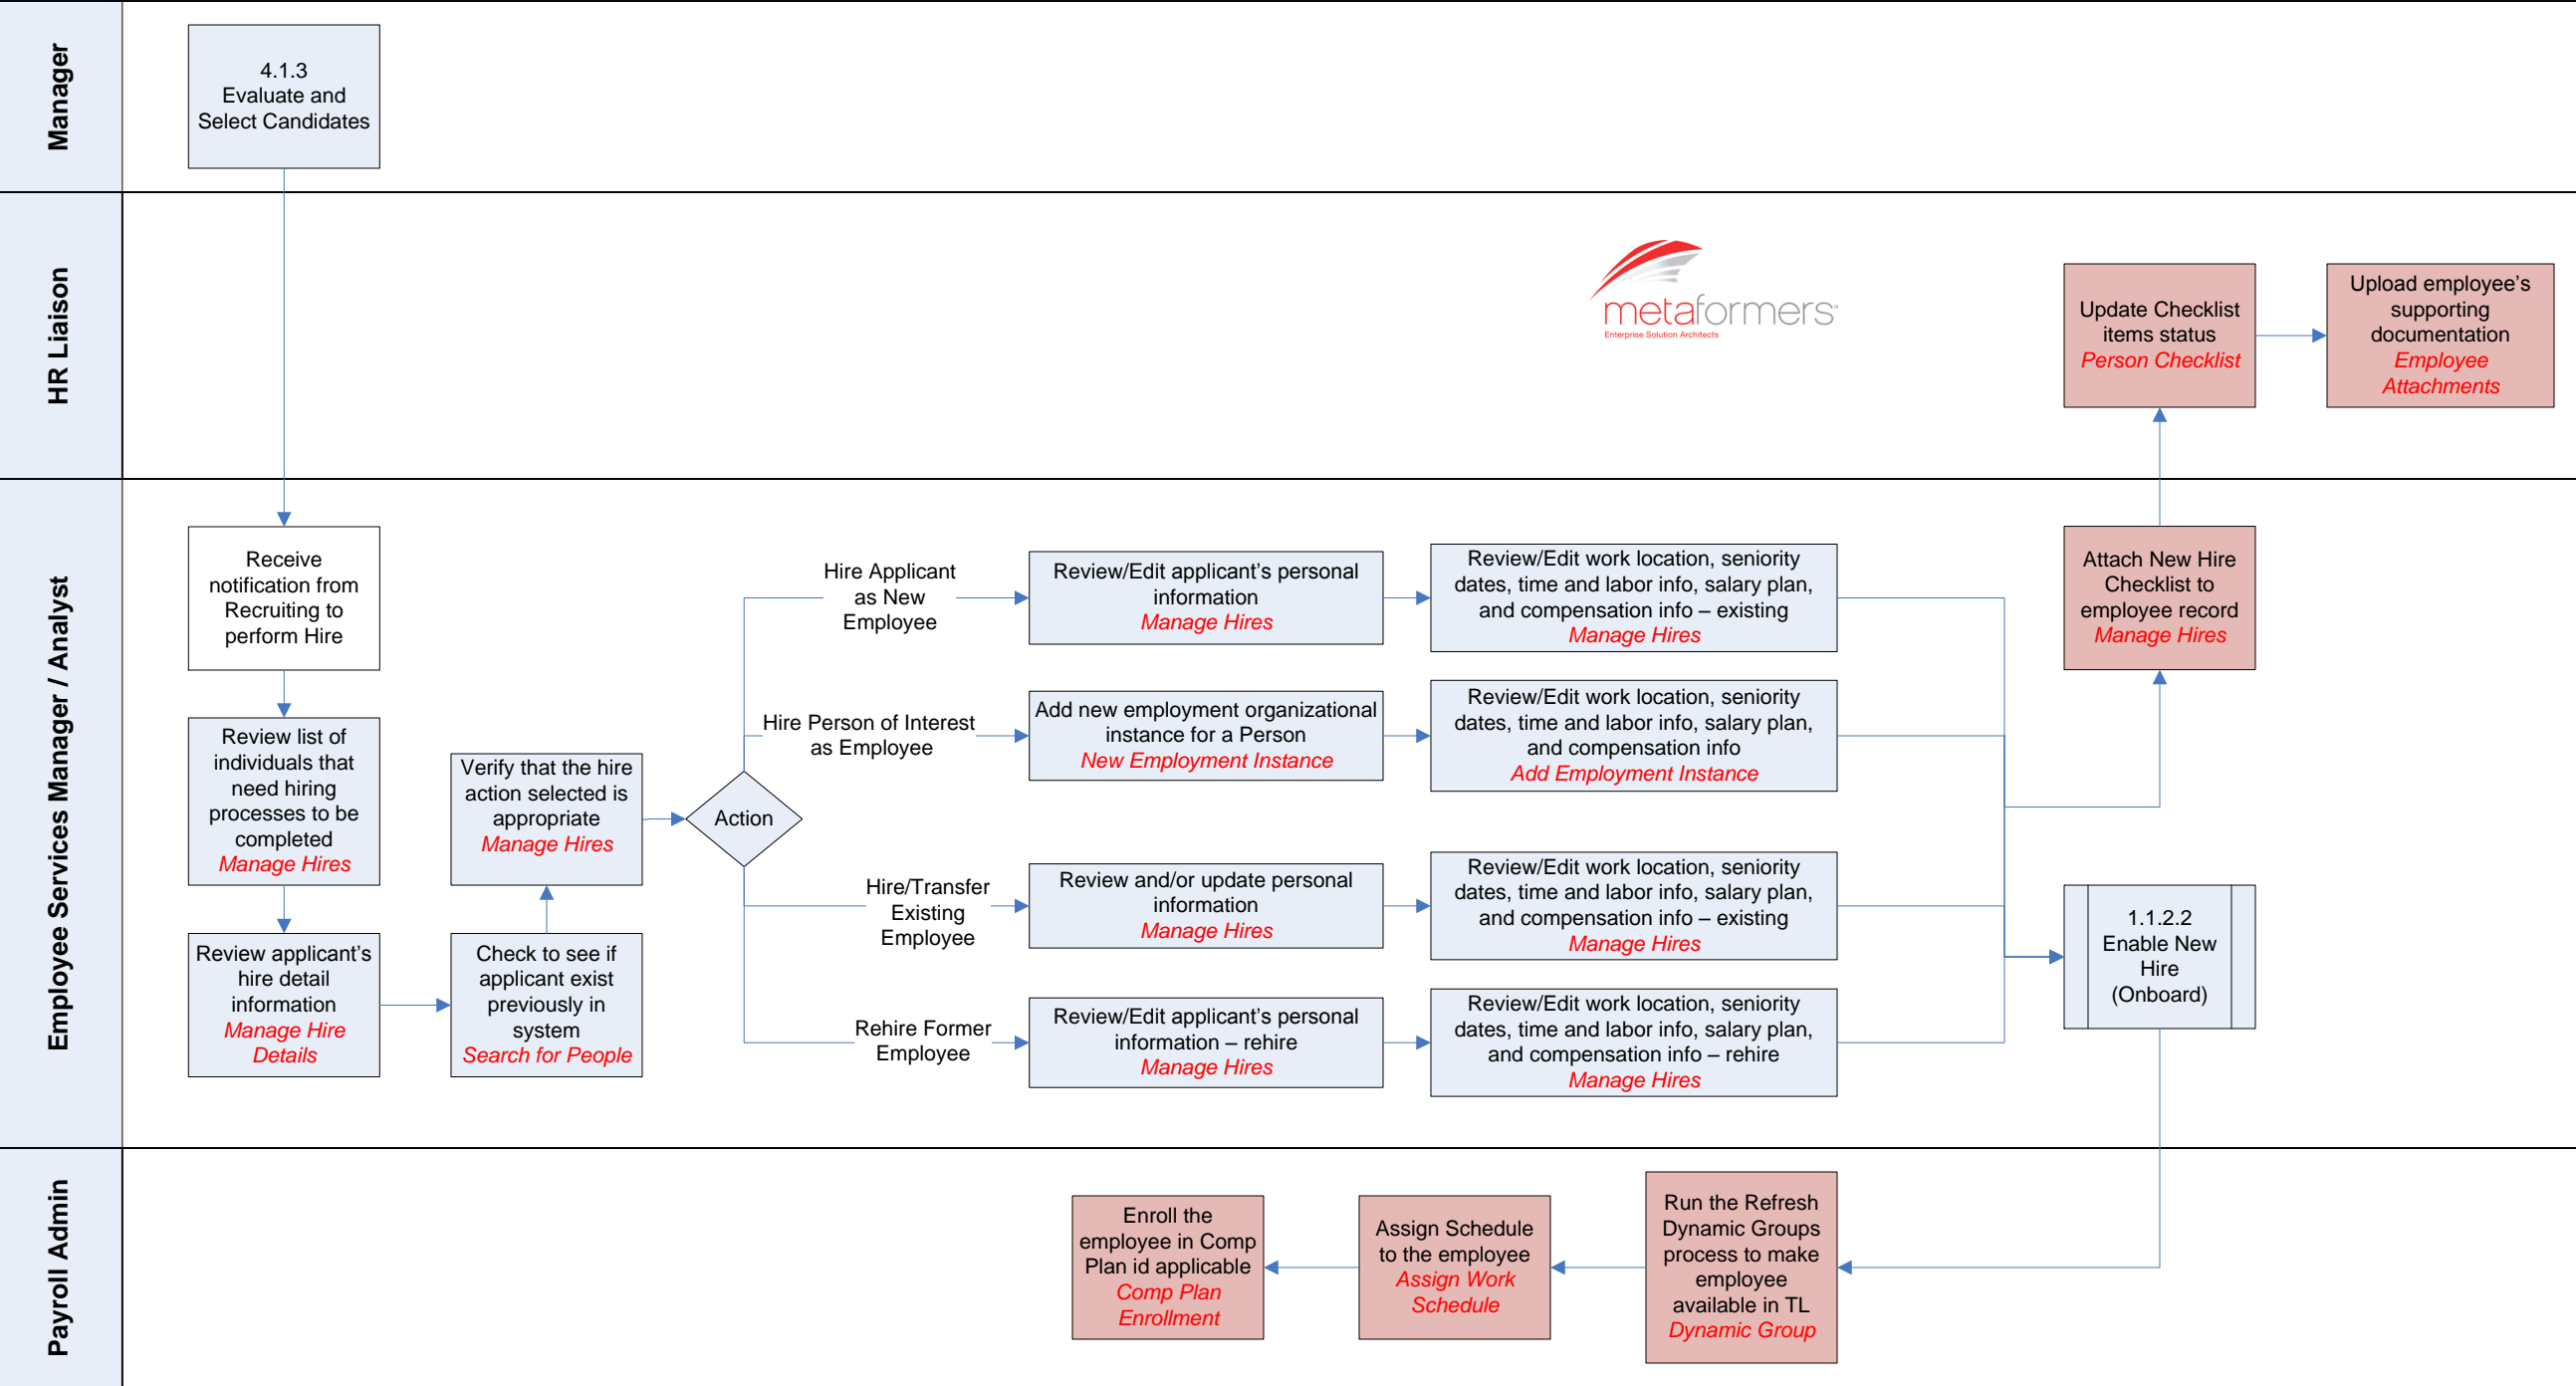 Manager
4.1.3
Evaluate and
Select Candidates
HR Liaison
metaformers™
Enterprise Solution Architects
Update Checklist
items status
Person Checklist
Upload employee’s
supporting
documentation
Employee
Attachments
Employee Services Manager / Analyst
Receive
notification from
Recruiting to
perform Hire
Review list of
individuals that
need hiring
processes to be
completed
Manage Hires
Review applicant’s
hire detail
information
Manage Hire
Details
Check to see if
applicant exist
previously in
system
Search for People
Verify that the hire
action selected is
appropriate
Manage Hires
Action
Hire Applicant
as New
Employee
Review/Edit applicant’s personal
information
Manage Hires
Review/Edit work location, seniority
dates, time and labor info, salary plan,
and compensation info – existing
Manage Hires
Hire Person of Interest
as Employee
Add new employment organizational
instance for a Person
New Employment Instance
Review/Edit work location, seniority
dates, time and labor info, salary plan,
and compensation info
Add Employment Instance
Hire/Transfer
Existing
Employee
Review and/or update personal
information
Manage Hires
Review/Edit work location, seniority
dates, time and labor info, salary plan,
and compensation info – existing
Manage Hires
Rehire Former
Employee
Review/Edit applicant’s personal
information – rehire
Manage Hires
Review/Edit work location, seniority
dates, time and labor info, salary plan,
and compensation info – rehire
Manage Hires
Attach New Hire
Checklist to
employee record
Manage Hires
1.1.2.2
Enable New
Hire
(Onboard)
Payroll Admin
Enroll the
employee in Comp
Plan id applicable
Comp Plan
Enrollment
Assign Schedule
to the employee
Assign Work
Schedule
Run the Refresh
Dynamic Groups
process to make
employee
available in TL
Dynamic Group